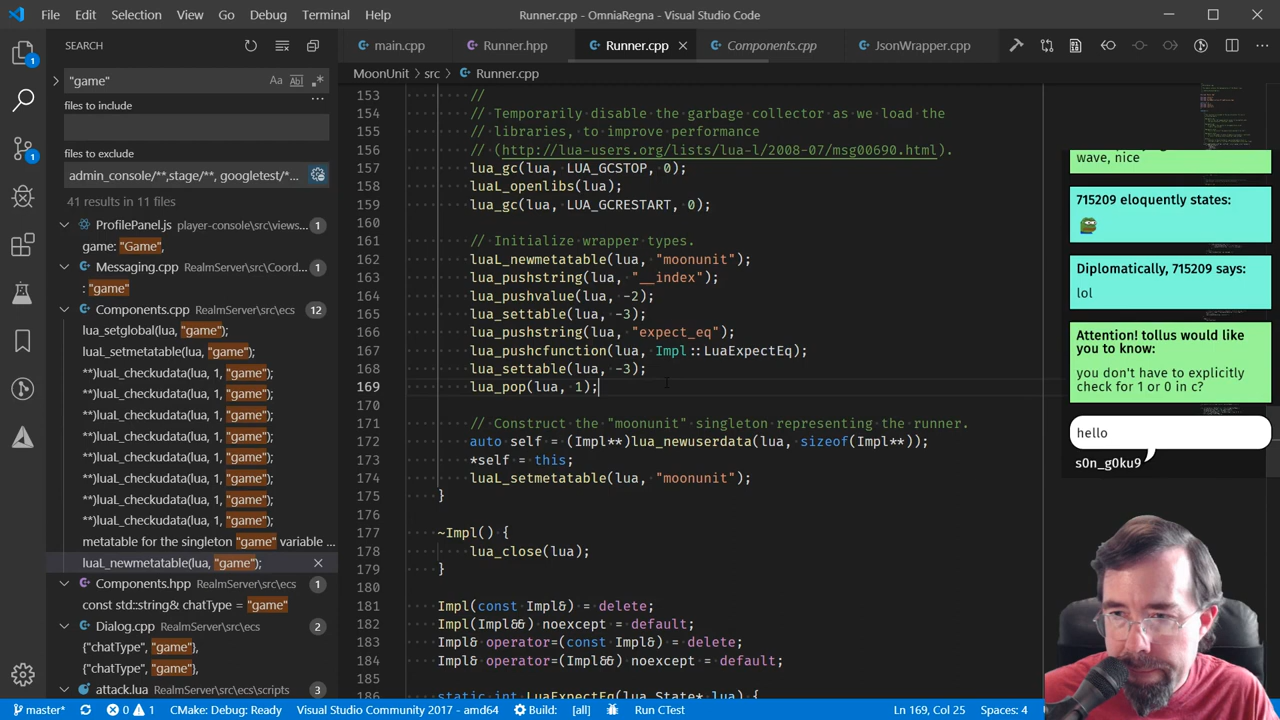 File Edit Selection View Go Debug Terminal Help
Runner.cpp - OmniaRegna - Visual Studio Code
SEARCH
"game"
files to include
files to exclude
admin_console/**,stage/**, googletest/*...
41 results in 11 files
ProfilePanel.js player-console\src\views... 1
game: "Game",
Messaging.cpp RealmServer\src\Coord... 1
: "game"
Components.cpp RealmServer\src\ecs 12
lua_setglobal(lua, "game");
luaL_setmetatable(lua, "game");
**)luaL_checkudata(lua, 1, "game");
**)luaL_checkudata(lua, 1, "game");
**)luaL_checkudata(lua, 1, "game");
**)luaL_checkudata(lua, 1, "game");
**)luaL_checkudata(lua, 1, "game");
**)luaL_checkudata(lua, 1, "game");
**)luaL_checkudata(lua, 1, "game");
**)luaL_checkudata(lua, 1, "game");
metatable for the singleton "game" variable
luaL_newmetatable(lua, "game");
Components.hpp RealmServer\src\ecs 1
const std::string& chatType = "game"
Dialog.cpp RealmServer\src\ecs 2
{"chatType", "game"},
{"chatType", "game"},
attack.lua RealmServer\src\ecs\scripts 3
main.cpp Runner.hpp Runner.cpp Components.cpp JsonWrapper.cpp
MoonUnit > src > Runner.cpp
153 //
154 // Temporarily disable the garbage collector as we load the
155 // libraries, to improve performance
156 // (http://lua-users.org/lists/lua-l/2008-07/msg00690.html).
157 lua_gc(lua, LUA_GCSTOP, 0);
158 luaL_openlibs(lua);
159 lua_gc(lua, LUA_GCRESTART, 0);
160
161 // Initialize wrapper types.
162 luaL_newmetatable(lua, "moonunit");
163 lua_pushstring(lua, "__index");
164 lua_pushvalue(lua, -2);
165 lua_settable(lua, -3);
166 lua_pushstring(lua, "expect_eq");
167 lua_pushcfunction(lua, Impl::LuaExpectEq);
168 lua_settable(lua, -3);
169 lua_pop(lua, 1);
170
171 // Construct the "moonunit" singleton representing the runner.
172 auto self = (Impl**)lua_newuserdata(lua, sizeof(Impl**));
173 *self = this;
174 luaL_setmetatable(lua, "moonunit");
175 }
176
177 ~Impl() {
178 lua_close(lua);
179 }
180
181 Impl(const Impl&) = delete;
182 Impl(Impl&&) noexcept = default;
183 Impl& operator=(const Impl&) = delete;
184 Impl& operator=(Impl&&) noexcept = default;
185
186 static int LuaExpectEq(lua_State* lua) {
wave, nice
715209 eloquently states:
Diplomatically, 715209 says:
lol
Attention! tollus would like
you to know:
you don't have to explicitly
check for 1 or 0 in c?
hello
s0n_g0ku9
master* 0 1 CMake: Debug: Ready Visual Studio Community 2017 - amd64 Build: [all] Run CTest Ln 169, Col 25 Spaces: 4